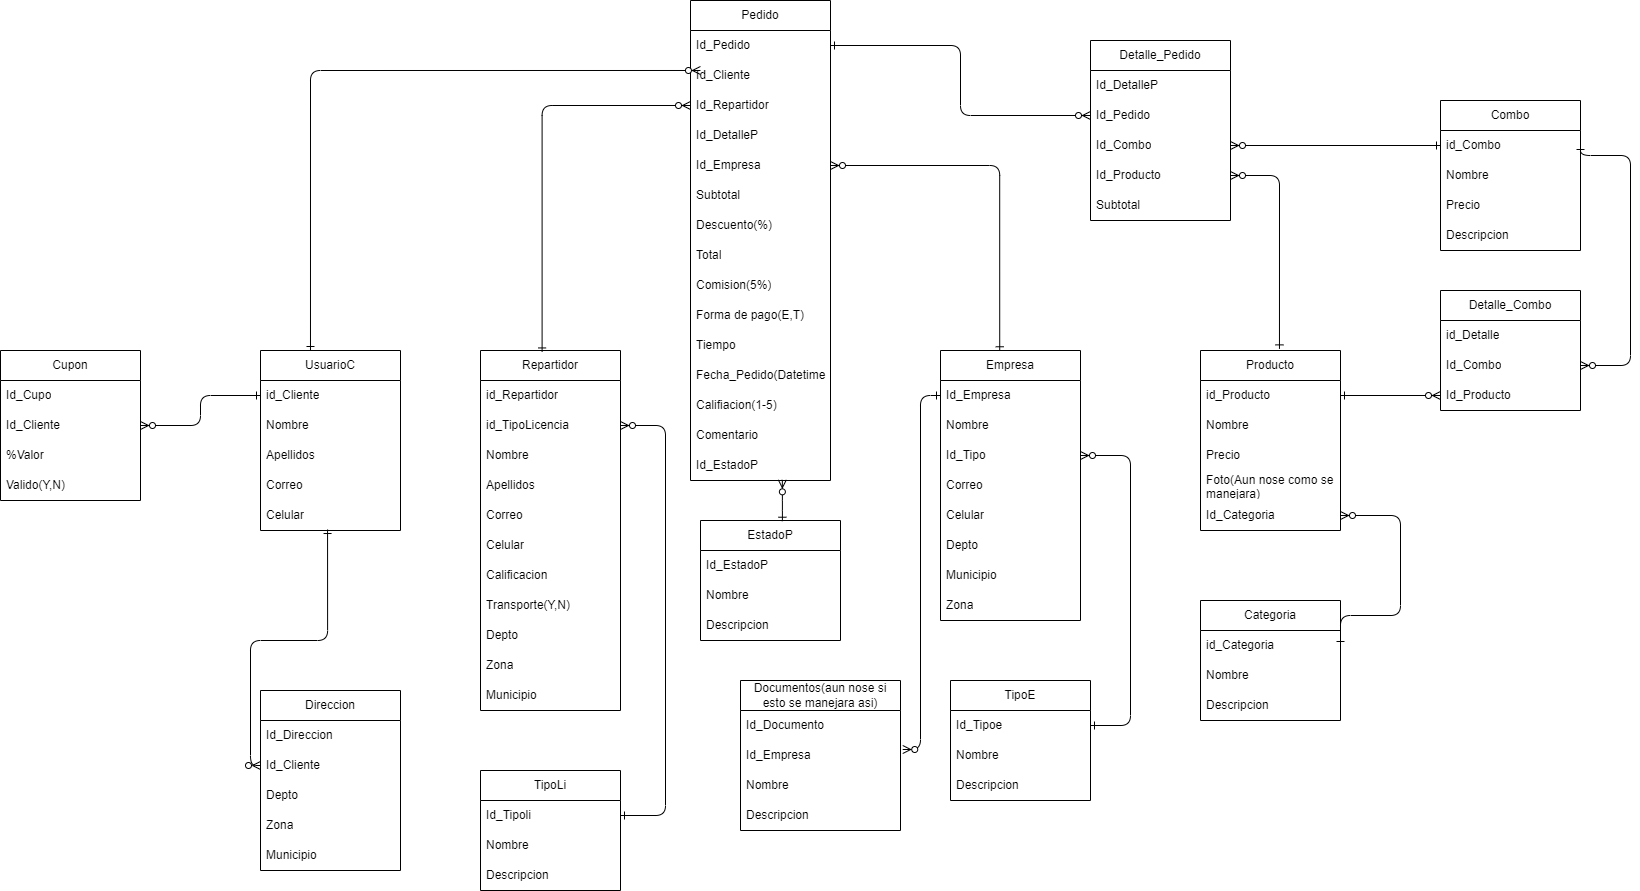 Pedido
Id_Pedido
Id_Cliente
Id_Repartidor
Id_DetalleP
Id_Empresa
Subtotal
Descuento(%)
Total
Comision(5%)
Forma de pago(E,T)
Tiempo
Fecha_Pedido(Datetime
Califiacion(1-5)
Comentario
Id_EstadoP
Detalle_Pedido
Id_DetalleP
Id_Pedido
Id_Combo
Id_Producto
Subtotal
Combo
id_Combo
Nombre
Precio
Descripcion
Detalle_Combo
id_Detalle
Id_Combo
Id_Producto
Cupon
Id_Cupo
Id_Cliente
%Valor
Valido(Y,N)
UsuarioC
id_Cliente
Nombre
Apellidos
Correo
Celular
Repartidor
id_Repartidor
id_TipoLicencia
Nombre
Apellidos
Correo
Celular
Calificacion
Transporte(Y,N)
Depto
Zona
Municipio
Empresa
Id_Empresa
Nombre
Id_Tipo
Correo
Celular
Depto
Municipio
Zona
Producto
id_Producto
Nombre
Precio
Foto(Aun nose como se
manejara)
Id_Categoria
EstadoP
Id_EstadoP
Nombre
Descripcion
Categoria
id_Categoria
Nombre
Descripcion
Direccion
Id_Direccion
Id_Cliente
Depto
Zona
Municipio
Documentos(aun nose si
esto se manejara asi)
Id_Documento
Id_Empresa
Nombre
Descripcion
TipoE
Id_Tipoe
Nombre
Descripcion
TipoLi
Id_Tipoli
Nombre
Descripcion